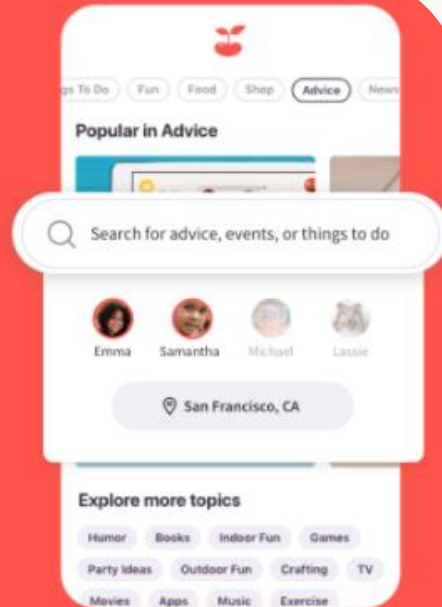 gs To Do Fun Food Shop Advice News
Popular in Advice
Search for advice, events, or things to do
Emma Samantha Michael Lassie
San Francisco, CA
Explore more topics
Humor Books Indoor Fun Games
Party Ideas Outdoor Fun Crafting TV
Movies Apps Music Exercise